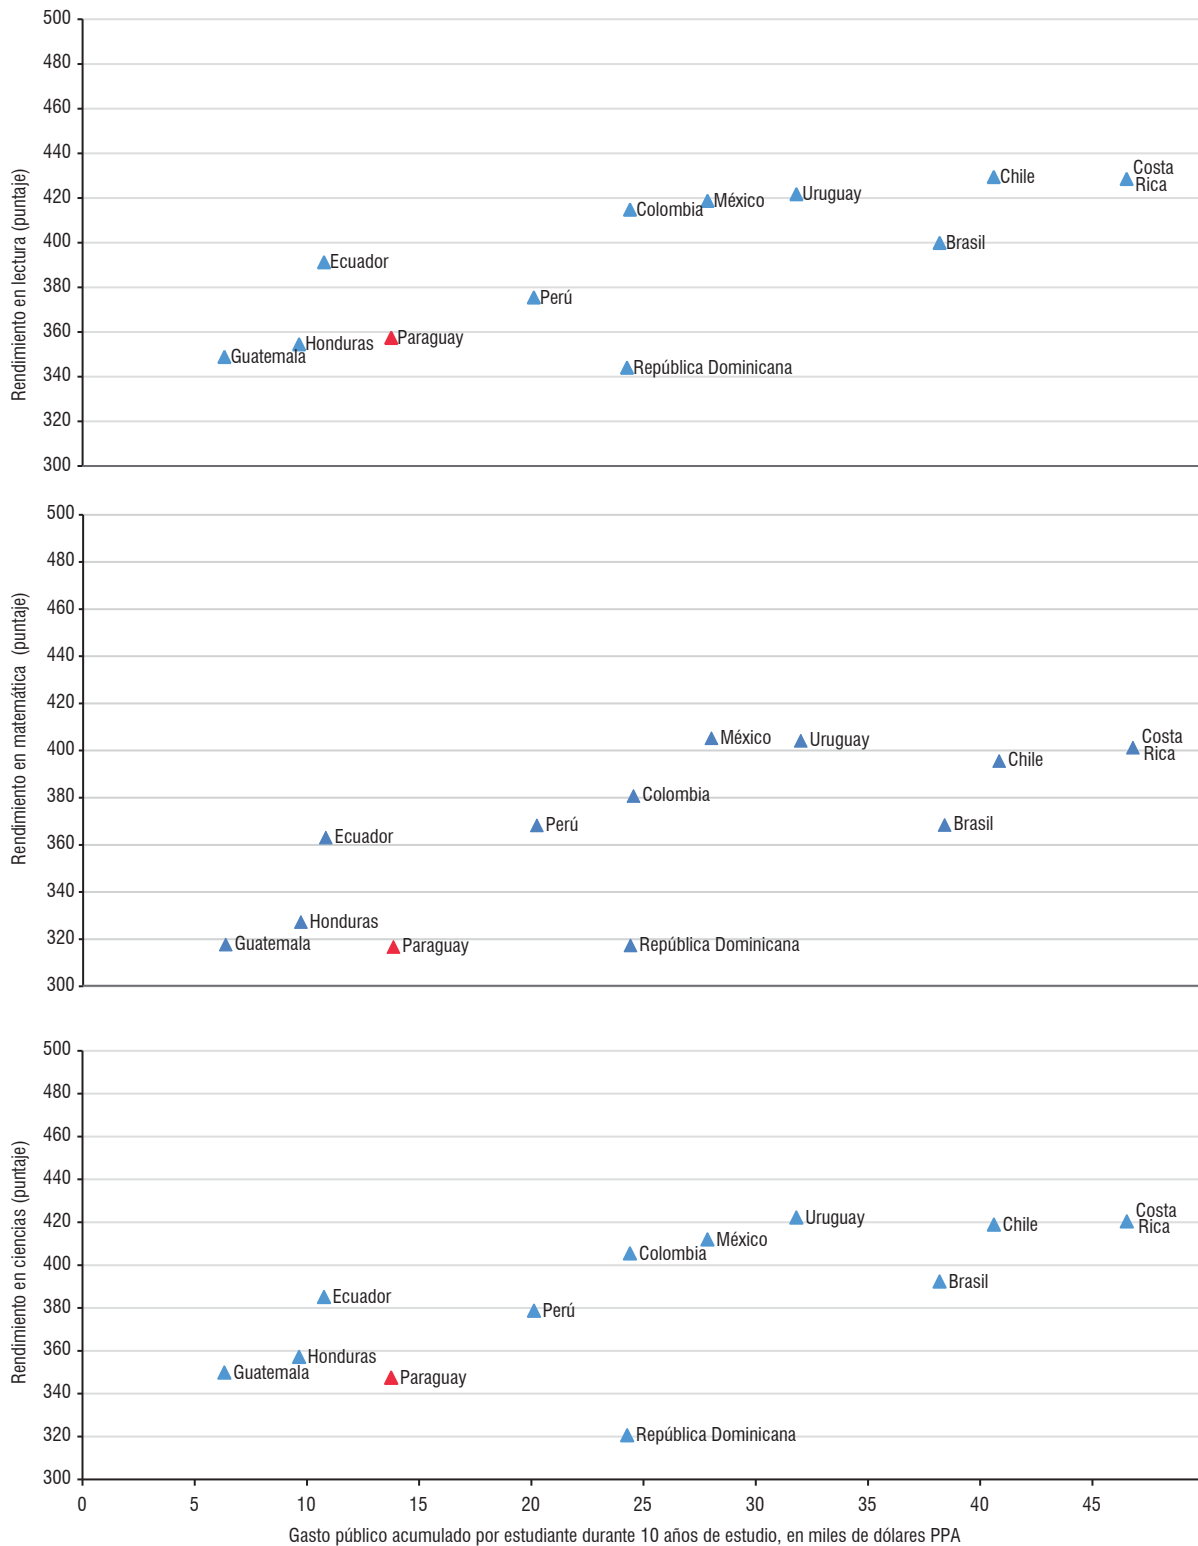 Rendimiento en lectura (puntaje)
500
480
460
440
420
400
380
360
340
320
300
Costa
Rica
Chile
Uruguay
México
Colombia
Brasil
Ecuador
Perú
Paraguay
Honduras
Guatemala
República Dominicana
Rendimiento en matemática (puntaje)
500
480
460
440
420
400
380
360
340
320
300
Costa
Rica
México
Uruguay
Chile
Colombia
Perú
Brasil
Ecuador
Honduras
Guatemala
Paraguay
República Dominicana
Rendimiento en ciencias (puntaje)
500
480
460
440
420
400
380
360
340
320
300
Costa
Rica
Uruguay
Chile
México
Colombia
Brasil
Ecuador
Perú
Honduras
Guatemala
Paraguay
República Dominicana
0 5 10 15 20 25 30 35 40 45
Gasto público acumulado por estudiante durante 10 años de estudio, en miles de dólares PPA